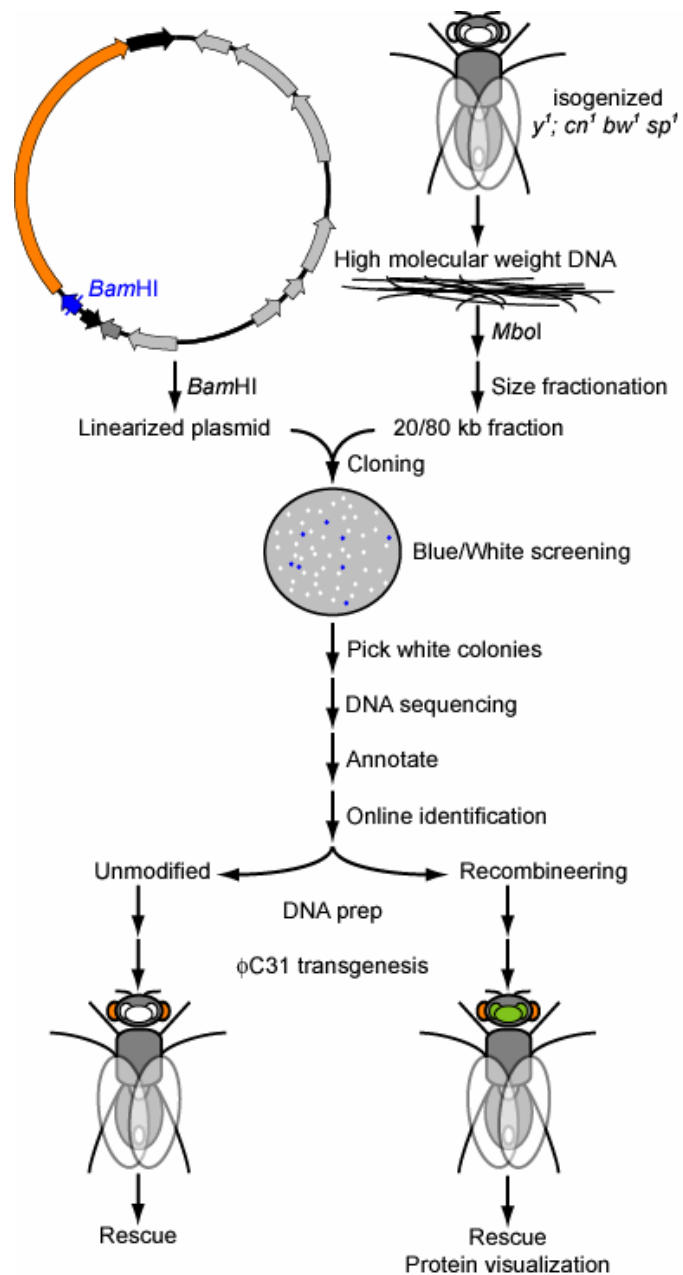 isogenized
y¹; cn¹ bw¹ sp¹
High molecular weight DNA
BamHI
MboI
BamHI
Size fractionation
Linearized plasmid
20/80 kb fraction
Cloning
Blue/White screening
Pick white colonies
DNA sequencing
Annotate
Online identification
Unmodified
Recombineering
DNA prep
ϕC31 transgenesis
Rescue
Rescue
Protein visualization